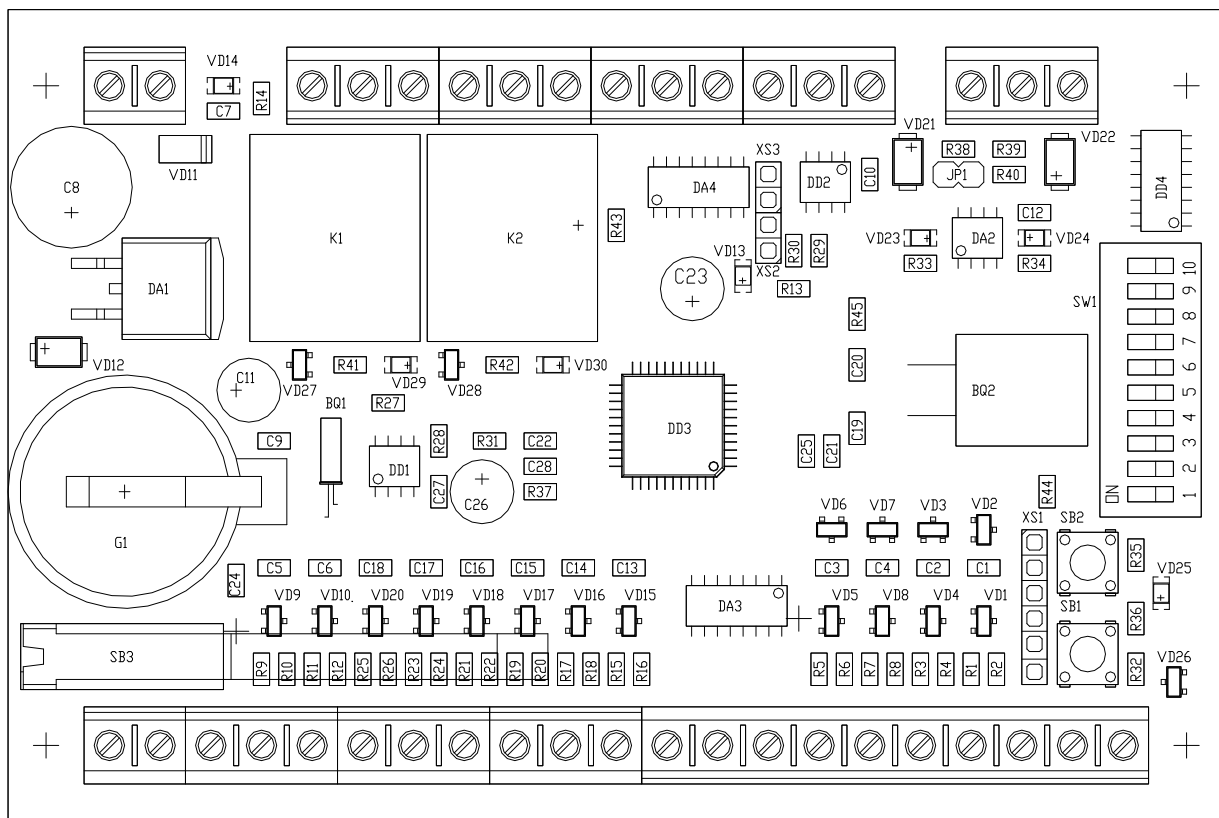 VD14
C7
R14
C8
VD11
K1
K2
R43
DA4
XS3
DD2
C10
VD21
R38
R39
JP1
R40
VD22
DD4
C12
VD23
DA2
VD24
R33
R34
VD13
XS2
R30
R29
R13
C23
DA1
VD12
C11
VD27
R41
VD29
VD28
R42
VD30
R45
C20
C19
BQ2
SW1
10
9
8
7
6
5
4
3
2
1
ON
BQ1
R27
C9
R28
DD1
C27
R31
C26
C22
C28
R37
DD3
C25
C21
G1
R44
VD6
VD7
VD3
VD2
XS1
SB2
R35
VD25
C24
C5
C6
C18
C17
C16
C15
C14
C13
C3
C4
C2
C1
VD9
VD10
VD20
VD19
VD18
VD17
VD16
VD15
DA3
VD5
VD8
VD4
VD1
SB1
R36
SB3
R9
R10
R11
R12
R25
R26
R23
R24
R21
R22
R19
R20
R17
R18
R15
R16
R5
R6
R7
R8
R3
R4
R1
R2
R32
VD26